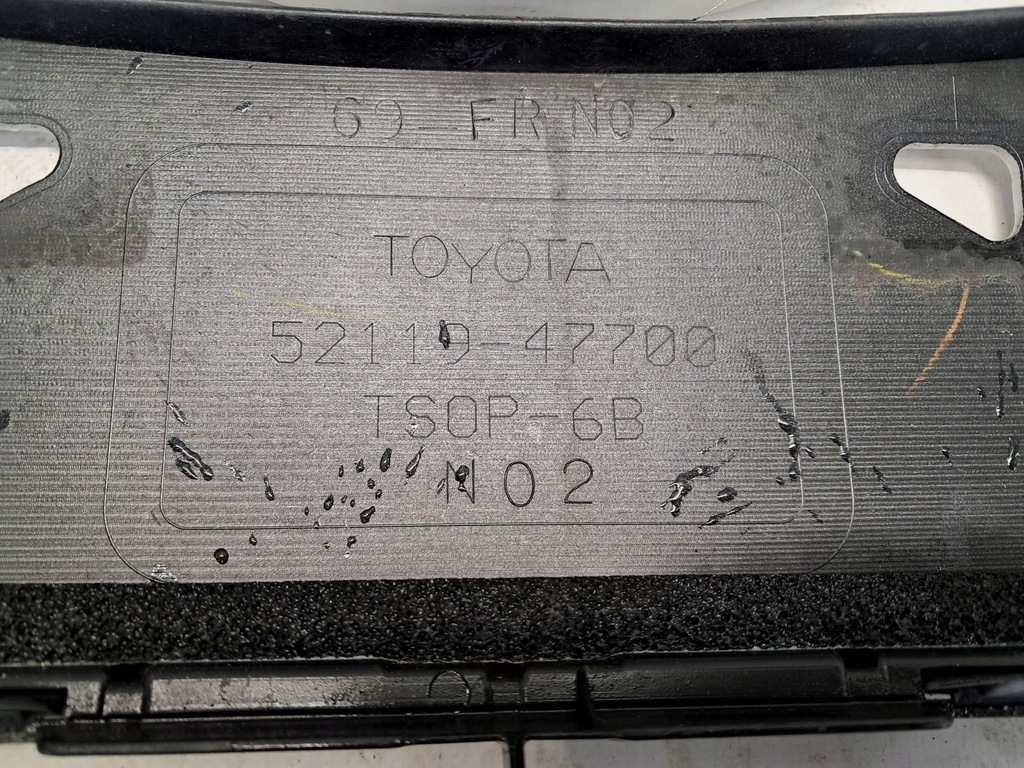 69-FR N02
TOYOTA
52119-47700
TSOP-6B
N02